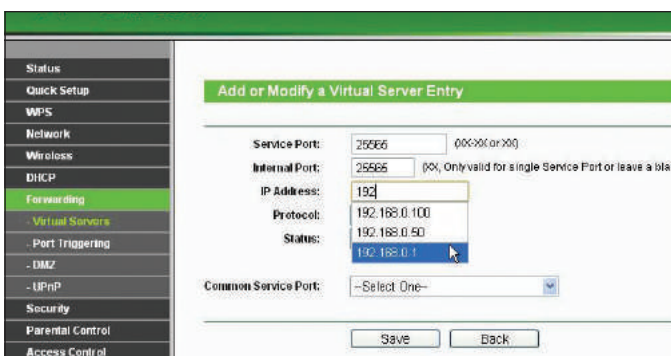 Status
Quick Setup
WPS
Network
Wireless
DHCP
Forwarding
- Virtual Servers
- Port Triggering
- DMZ
- UPnP
Security
Parental Control
Access Control
Add or Modify a Virtual Server Entry
Service Port: 25565 (XX-XX or XX)
Internal Port: 25565 (XX, Only valid for single Service Port or leave a bla
IP Address: 192
192.168.0.100
Protocol:
192.168.0.50
Status:
192.168.0.1
Common Service Port: --Select One--
Save Back